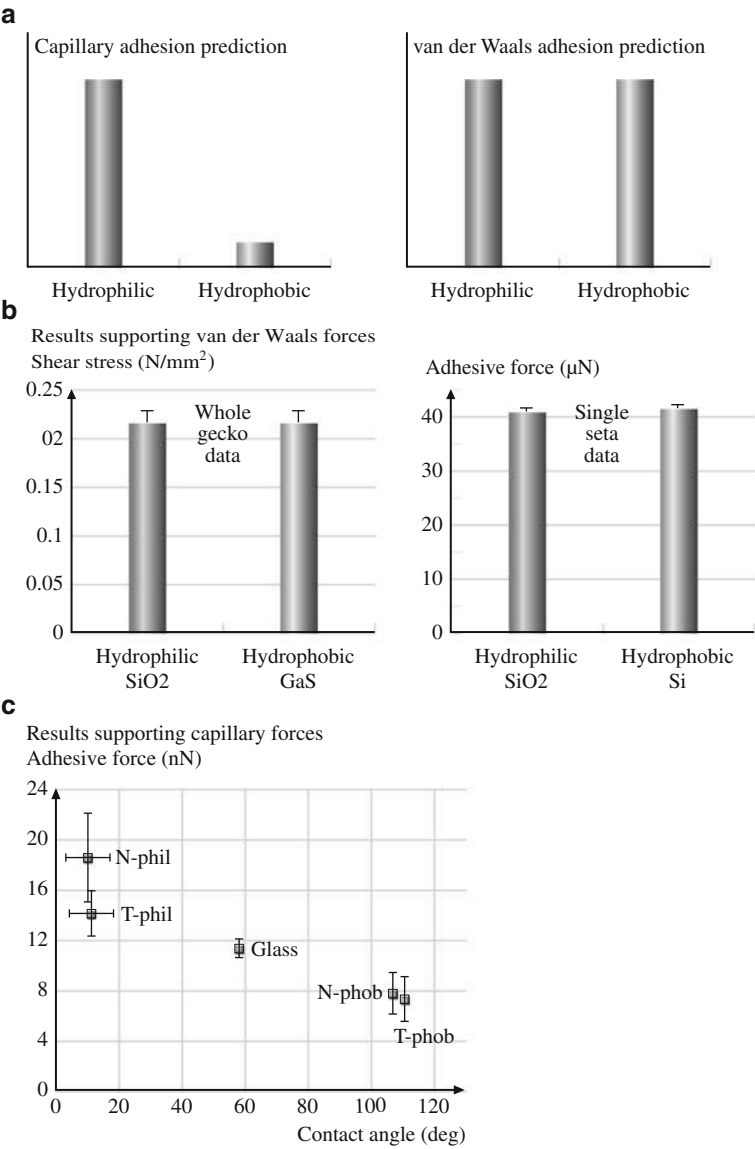 a
Capillary adhesion prediction
Hydrophilic
Hydrophobic
van der Waals adhesion prediction
Hydrophilic
Hydrophobic
b
Results supporting van der Waals forces
Shear stress (N/mm²)
0.25
02
0.15
0.1
0.05
0
Whole
gecko
data
Hydrophilic
SiO2
Hydrophobic
GaS
Adhesive force (μN)
40
30
20
10
0
Single
seta
data
Hydrophilic
SiO2
Hydrophobic
Si
c
Results supporting capillary forces
Adhesive force (nN)
24
20
16
12
8
4
0
N-phil
T-phil
Glass
N-phob
T-phob
0 20 40 60 80 100 120
Contact angle (deg)